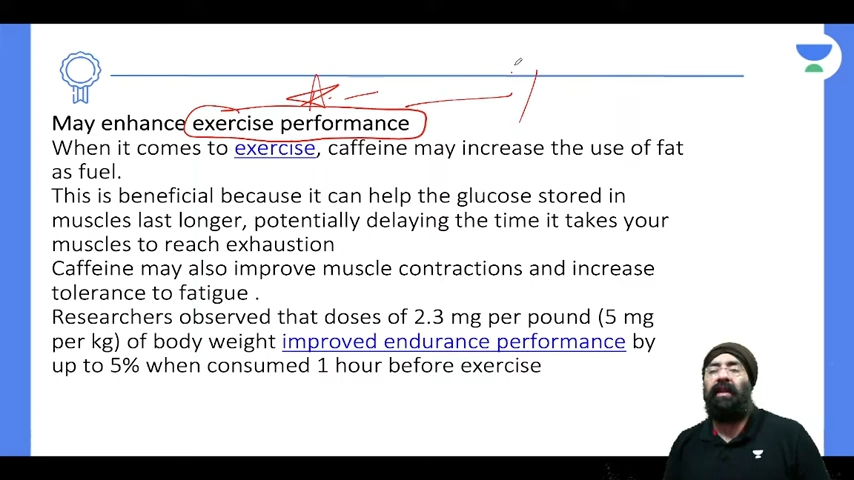 May enhance exercise performance
When it comes to exercise, caffeine may increase the use of fat
as fuel.
This is beneficial because it can help the glucose stored in
muscles last longer, potentially delaying the time it takes your
muscles to reach exhaustion
Caffeine may also improve muscle contractions and increase
tolerance to fatigue .
Researchers observed that doses of 2.3 mg per pound (5 mg
per kg) of body weight improved endurance performance by
up to 5% when consumed 1 hour before exercise